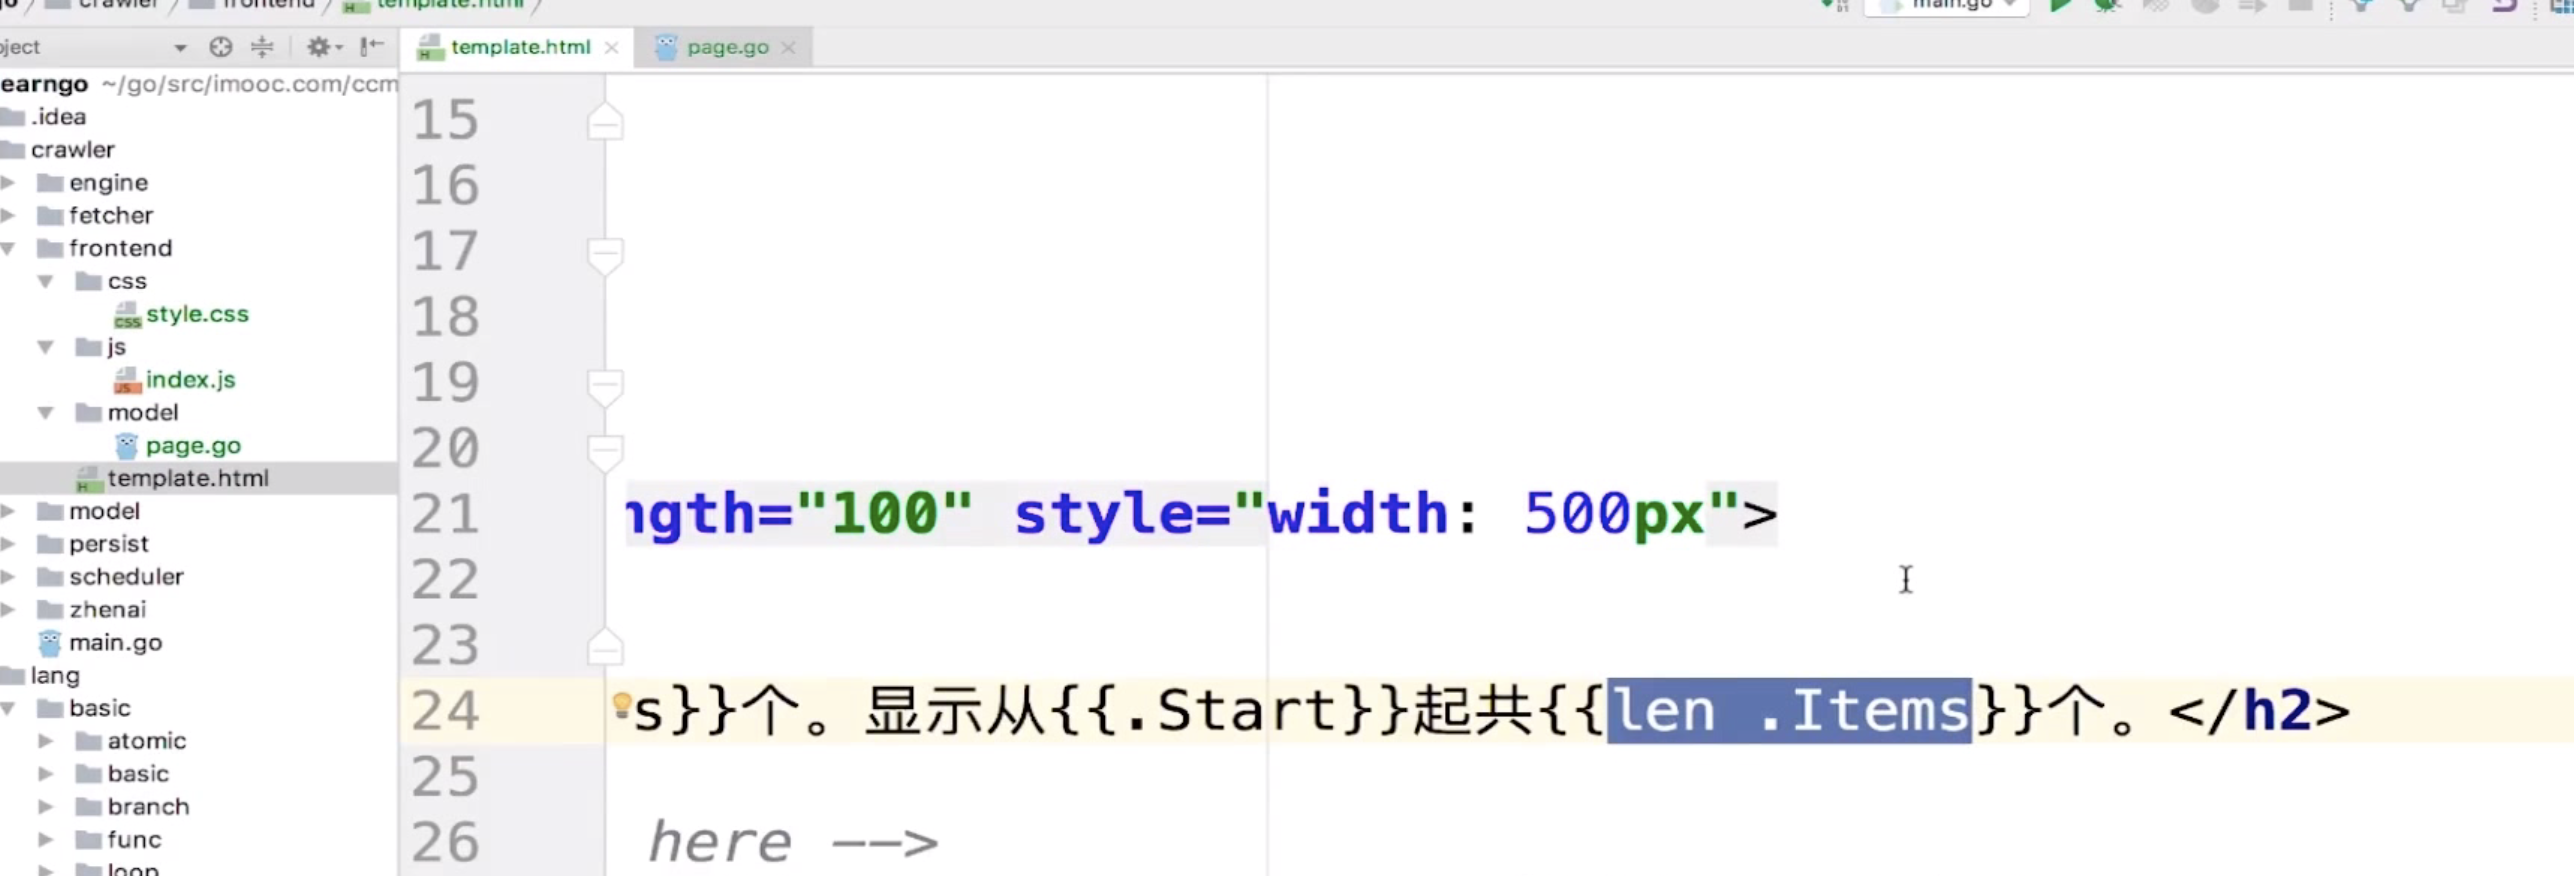 crawler frontend template.html main.go
ject template.html page.go
earngo ~/go/src/imooc.com/ccm
.idea
crawler
engine
fetcher
frontend
css
style.css
js
index.js
model
page.go
template.html
model
persist
scheduler
zhenai
main.go
lang
basic
atomic
basic
branch
func
loop
15
16
17
18
19
20
21 ngth="100" style="width: 500px">
22
23
24 s}}个。显示从{{.Start}}起共{{len .Items}}个。</h2>
25
26 here -->